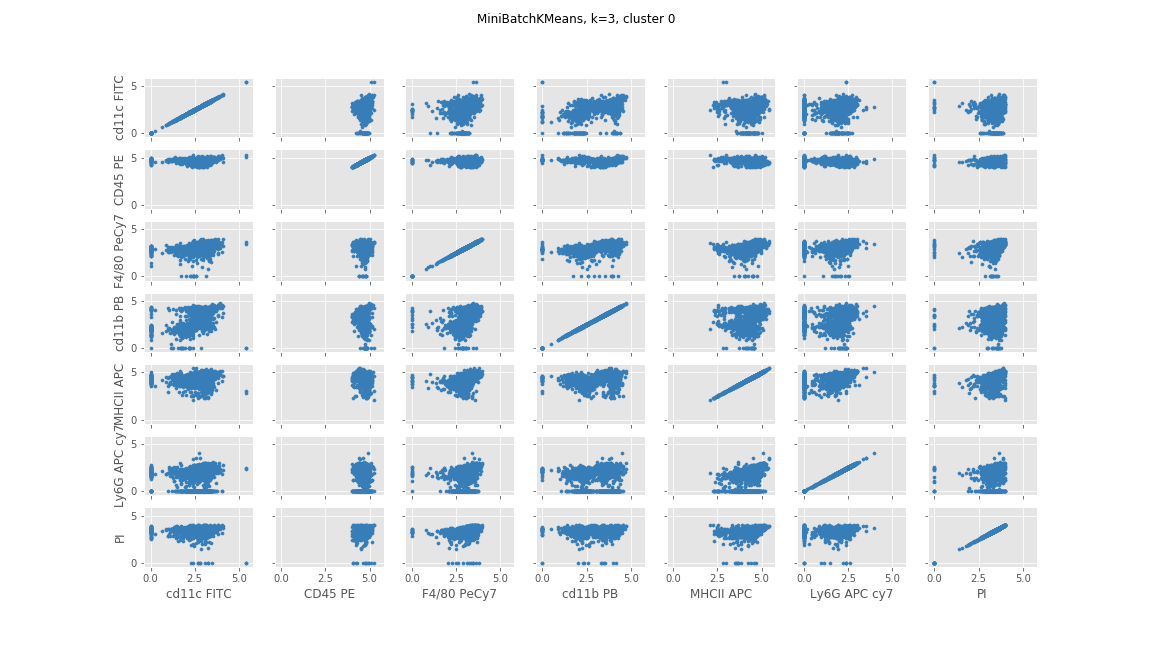 MiniBatchKMeans, k=3, cluster 0
cd11c FITC
5
0
CD45 PE
5
0
F4/80 PeCy7
5
0
cd11b PB
5
0
MHCII APC
5
0
Ly6G APC cy7
5
0
PI
5
0
0.0 2.5 5.0 0.0 2.5 5.0 0.0 2.5 5.0 0.0 2.5 5.0 0.0 2.5 5.0 0.0 2.5 5.0 0.0 2.5 5.0
cd11c FITC CD45 PE F4/80 PeCy7 cd11b PB MHCII APC Ly6G APC cy7 PI